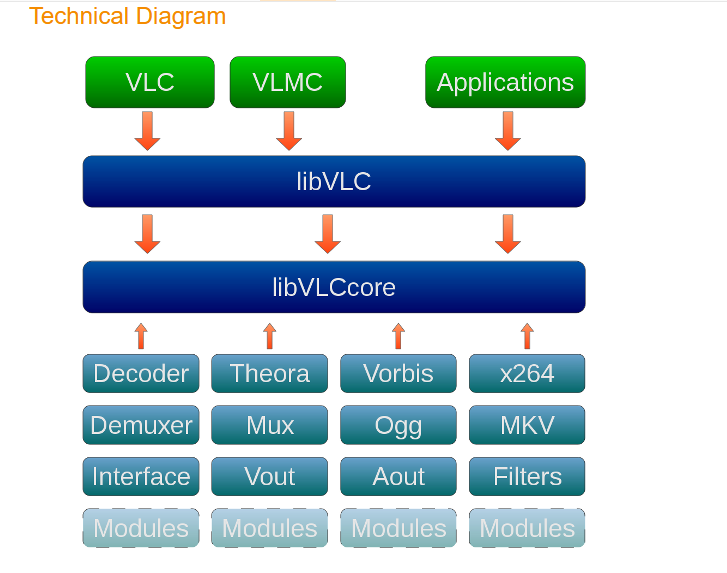 Technical Diagram
VLC VLMC Applications
libVLC
libVLCcore
Decoder Theora Vorbis x264
Demuxer Mux Ogg MKV
Interface Vout Aout Filters
Modules Modules Modules Modules